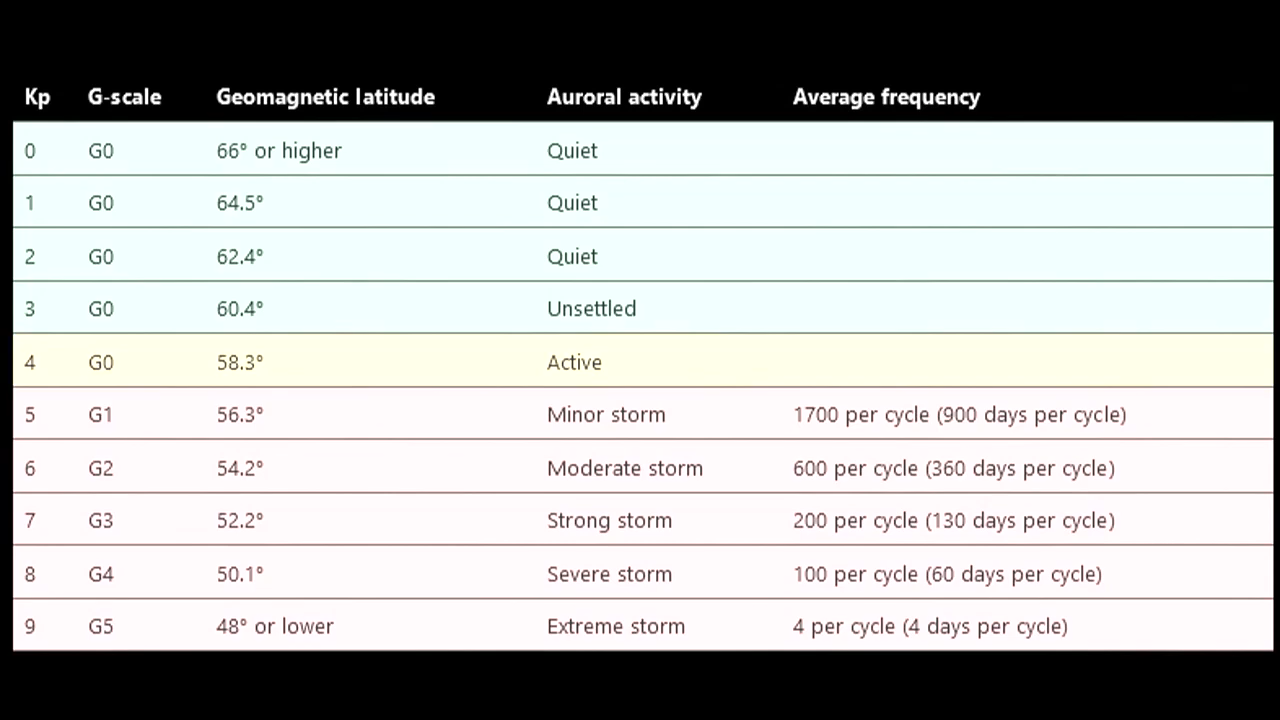 Kp G-scale Geomagnetic latitude Auroral activity Average frequency
0 G0 66° or higher Quiet
1 G0 64.5° Quiet
2 G0 62.4° Quiet
3 G0 60.4° Unsettled
4 G0 58.3° Active
5 G1 56.3° Minor storm 1700 per cycle (900 days per cycle)
6 G2 54.2° Moderate storm 600 per cycle (360 days per cycle)
7 G3 52.2° Strong storm 200 per cycle (130 days per cycle)
8 G4 50.1° Severe storm 100 per cycle (60 days per cycle)
9 G5 48° or lower Extreme storm 4 per cycle (4 days per cycle)